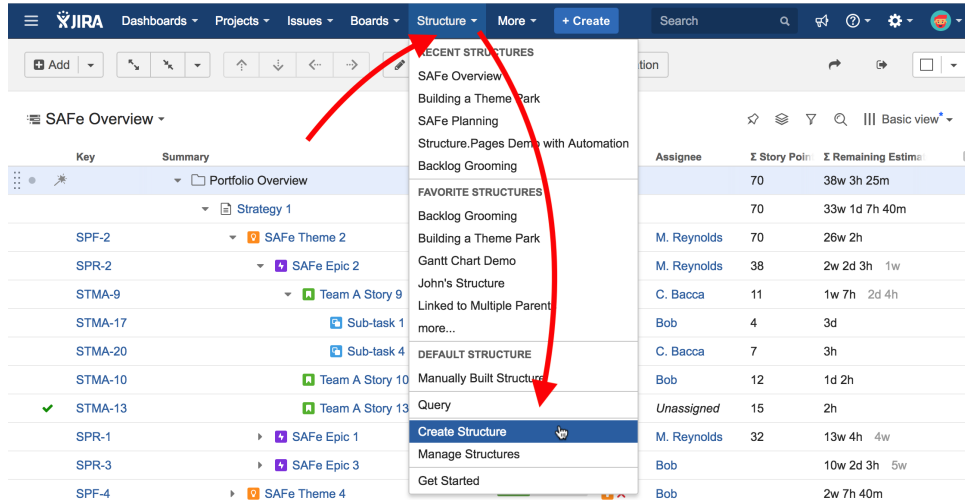 JIRA Dashboards Projects Issues Boards Structure More + Create Search
Add
tion
SAFe Overview
Basic view*
Key Summary Assignee Σ Story Poin Σ Remaining Estima
Portfolio Overview 70 38w 3h 25m
Strategy 1 70 33w 1d 7h 40m
SPF-2 SAFe Theme 2 M. Reynolds 70 26w 2h
SPR-2 SAFe Epic 2 M. Reynolds 38 2w 2d 3h 1w
STMA-9 Team A Story 9 C. Bacca 11 1w 7h 2d 4h
STMA-17 Sub-task 1 Bob 4 3d
STMA-20 Sub-task 4 C. Bacca 7 3h
STMA-10 Team A Story 10 Bob 12 1d 2h
STMA-13 Team A Story 13 Unassigned 15 2h
SPR-1 SAFe Epic 1 M. Reynolds 32 13w 4h 4w
SPR-3 SAFe Epic 3 Bob 10w 2d 3h 5w
SPF-4 SAFe Theme 4 Bob 2w 7h 40m
RECENT STRUCTURES
SAFe Overview
Building a Theme Park
SAFe Planning
Structure.Pages Demo with Automation
Backlog Grooming
FAVORITE STRUCTURES
Backlog Grooming
Building a Theme Park
Gantt Chart Demo
John's Structure
Linked to Multiple Parent
more...
DEFAULT STRUCTURE
Manually Built Structure
Query
Create Structure
Manage Structures
Get Started